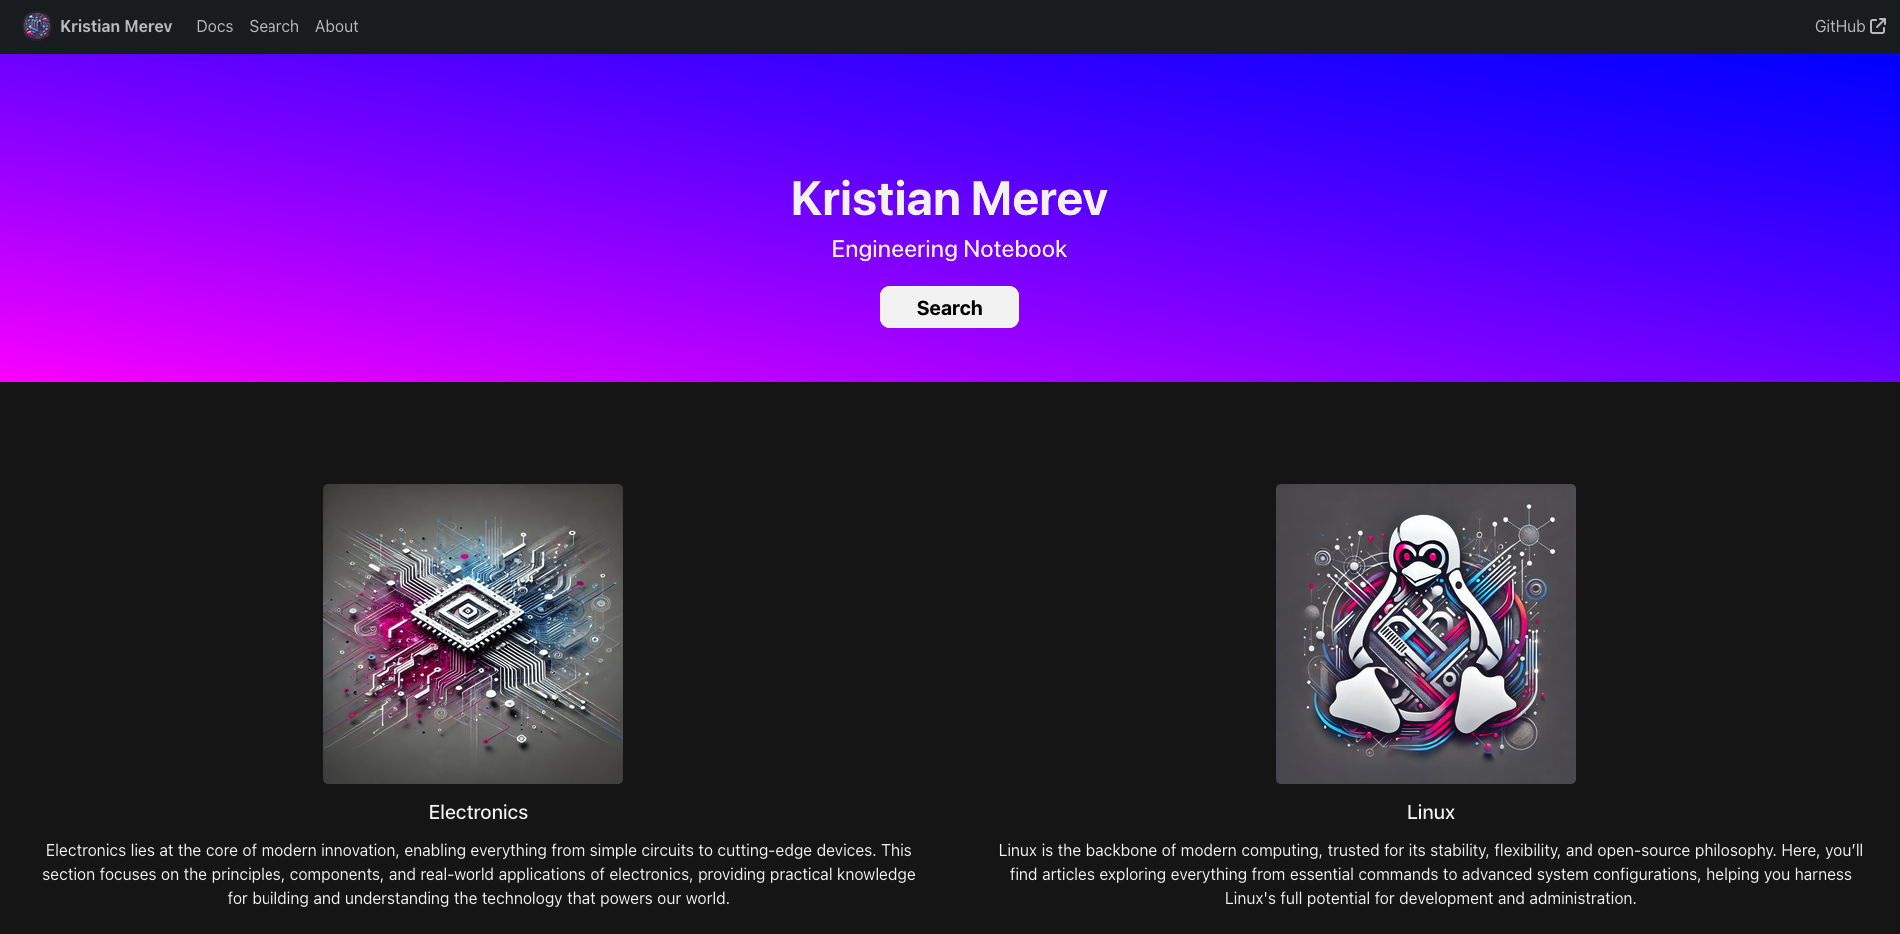 Kristian Merev Docs Search About GitHub
Kristian Merev
Engineering Notebook
Search
Electronics
Electronics lies at the core of modern innovation, enabling everything from simple circuits to cutting-edge devices. This
section focuses on the principles, components, and real-world applications of electronics, providing practical knowledge
for building and understanding the technology that powers our world.
Linux
Linux is the backbone of modern computing, trusted for its stability, flexibility, and open-source philosophy. Here, you’ll
find articles exploring everything from essential commands to advanced system configurations, helping you harness
Linux's full potential for development and administration.